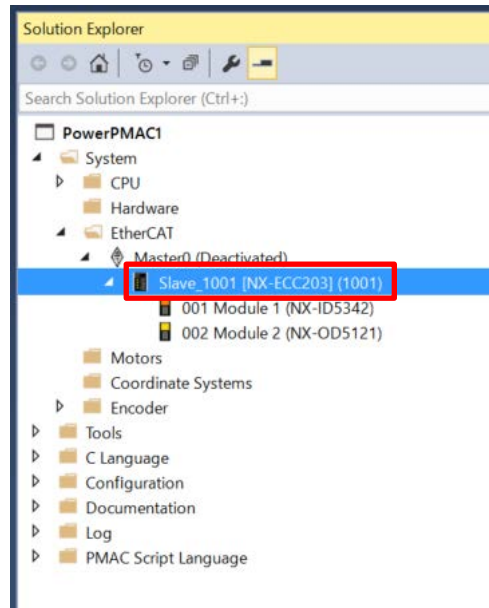 Solution Explorer
Search Solution Explorer (Ctrl+:)
PowerPMAC1
System
CPU
Hardware
EtherCAT
Master0 (Deactivated)
Slave_1001 [NX-ECC203] (1001)
001 Module 1 (NX-ID5342)
002 Module 2 (NX-OD5121)
Motors
Coordinate Systems
Encoder
Tools
C Language
Configuration
Documentation
Log
PMAC Script Language